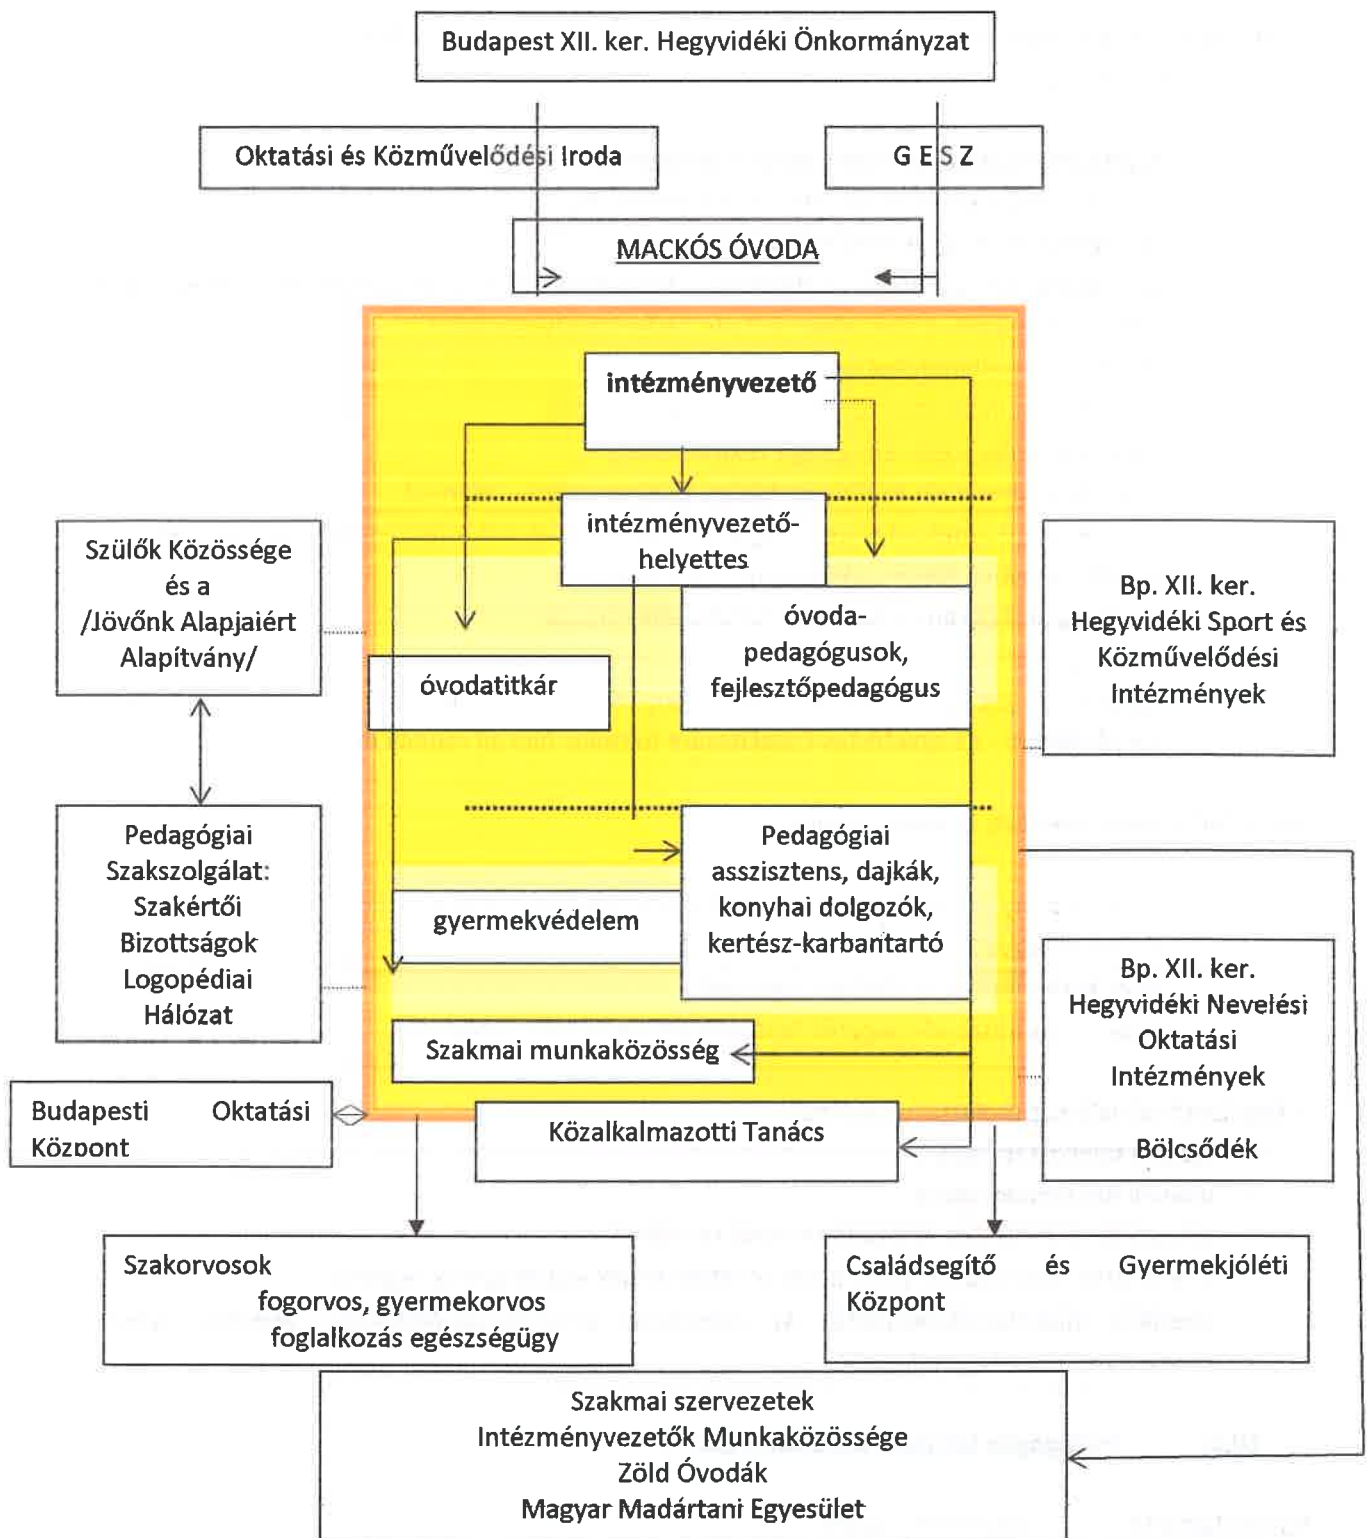 Budapest XII. ker. Hegyvidéki Önkormányzat
Oktatási és Közművelődési Iroda
G E S Z
MACKÓS ÓVODA
intézményvezető
intézményvezető-
helyettes
Szülők Közössége
és a
/Jövőnk Alapjaiért
Alapítvány/
óvoda-
pedagógusok,
fejlesztőpedagógus
óvodatitkár
Bp. XII. ker.
Hegyvidéki Sport és
Közművelődési
Intézmények
Pedagógiai
Szakszolgálat:
Szakértői
Bizottságok
Logopédiai
Hálózat
Pedagógiai
asszisztens, dajkák,
konyhai dolgozók,
kertész-karbantartó
gyermekvédelem
Bp. XII. ker.
Hegyvidéki Nevelési
Oktatási
Intézmények
Bölcsődék
Szakmai munkaközösség
Budapesti Oktatási
Központ
Közalkalmazotti Tanács
Szakorvosok
fogorvos, gyermekorvos
foglalkozás egészségügy
Családsegítő és Gyermekjóléti
Központ
Szakmai szervezetek
Intézményvezetők Munkaközössége
Zöld Óvodák
Magyar Madártani Egyesület